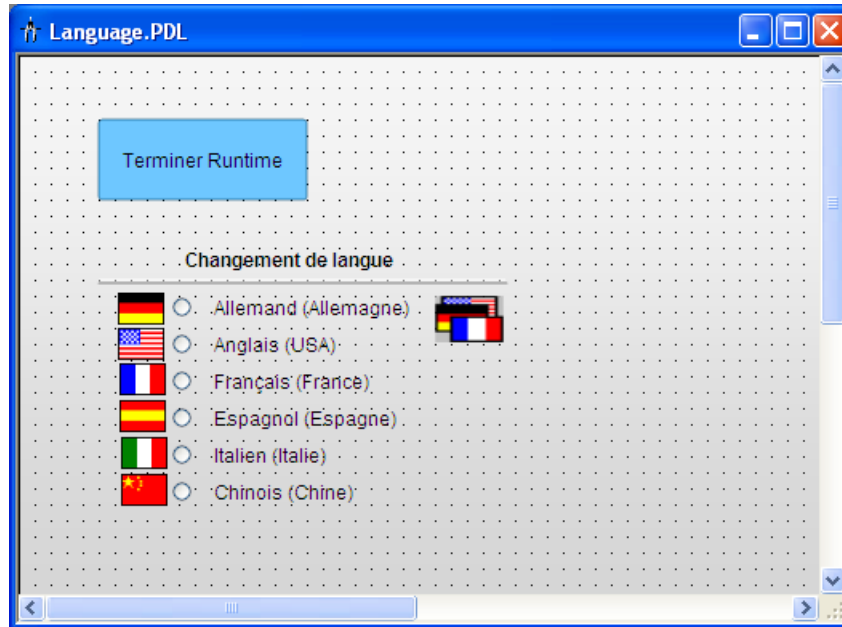 Language.PDL
Terminer Runtime
Changement de langue
Allemand (Allemagne)
Anglais (USA)
Français (France)
Espagnol (Espagne)
Italien (Italie)
Chinois (Chine)